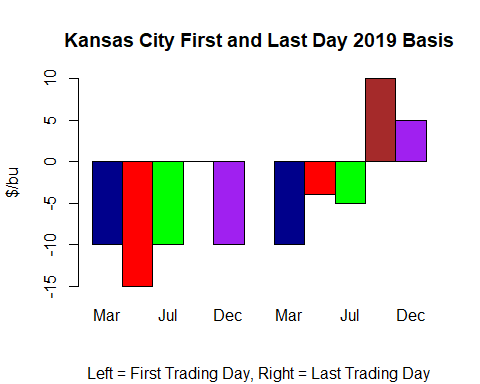 Kansas City First and Last Day 2019 Basis
$/bu
10
5
0
-5
-10
-15
Mar Jul Dec Mar Jul Dec
Left = First Trading Day, Right = Last Trading Day